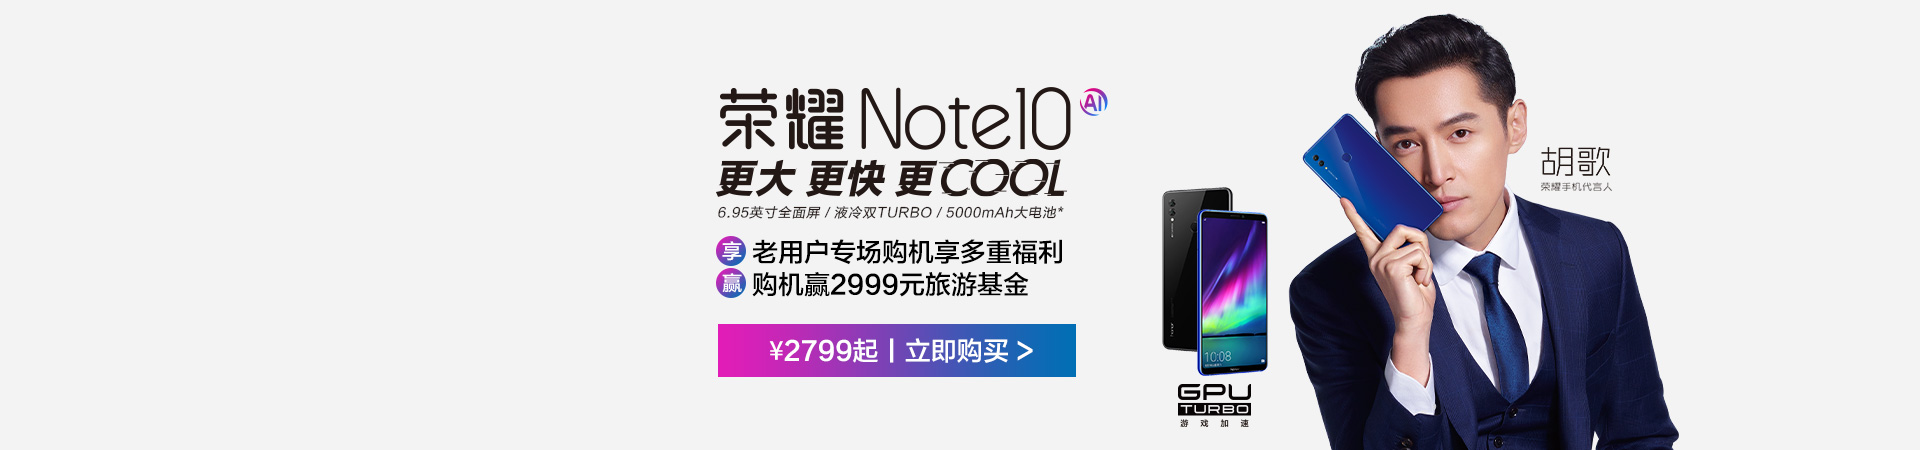 荣耀 Note10 AI
更大 更快 更COOL
6.95英寸全面屏 / 液冷双TURBO / 5000mAh大电池*
享 老用户专场购机享多重福利
赢 购机赢2999元旅游基金
¥2799起 | 立即购买 >
10:08
GPU
TURBO
游戏加速
胡歌
荣耀手机代言人